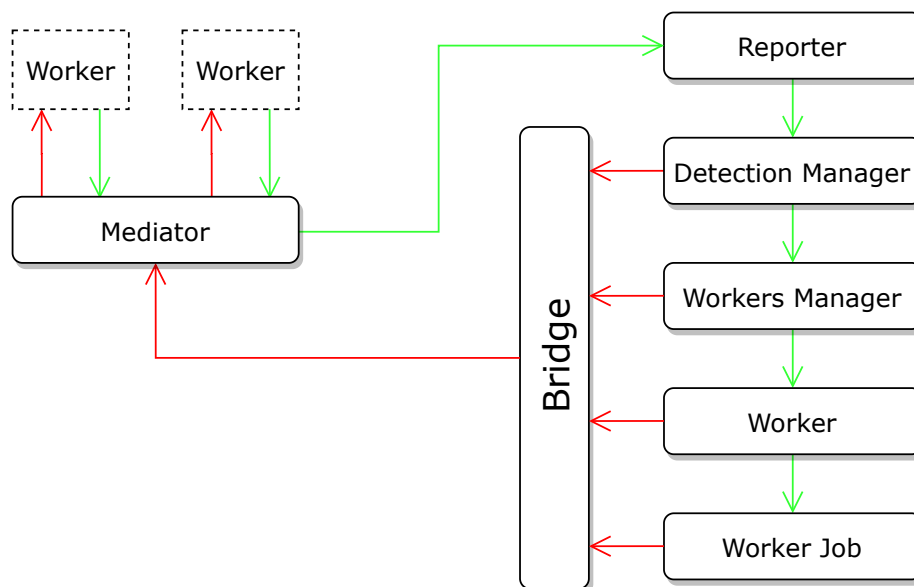 Worker
Worker
Reporter
Detection Manager
Mediator
Workers Manager
Bridge
Worker
Worker Job